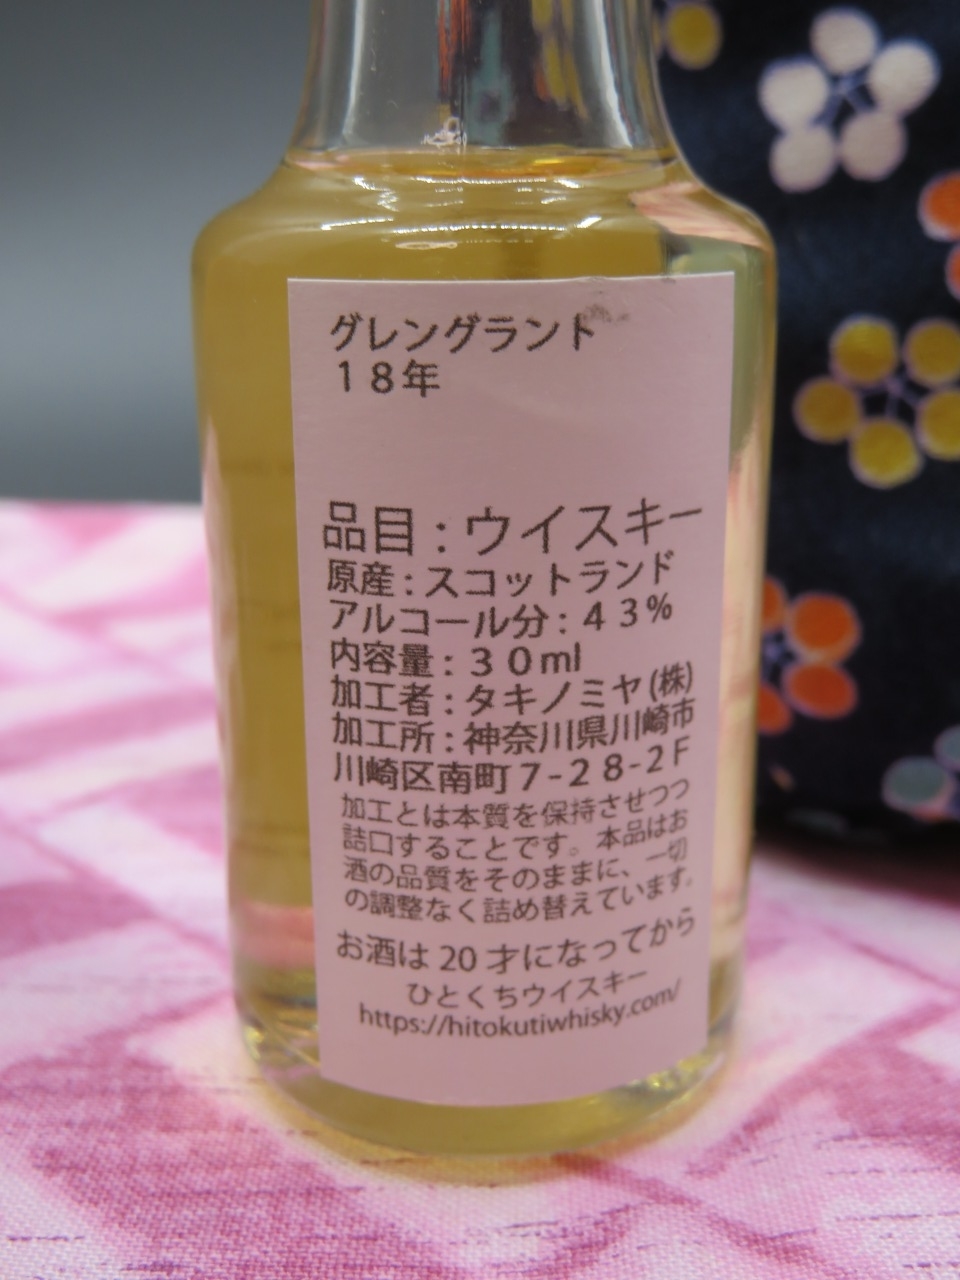 グレングラント
１８年
品目：ウイスキー
原産：スコットランド
アルコール分：４３％
内容量：３０ml
加工者：タキノミヤ(株)
加工所：神奈川県川崎市
川崎区南町７-２８-２F
加工とは本質を保持させつつ
詰口することです。本品はお
酒の品質をそのままに、一切
の調整なく詰め替えています。
お酒は 20 才になってから
ひとくちウイスキー
https://hitokutiwhisky.com/